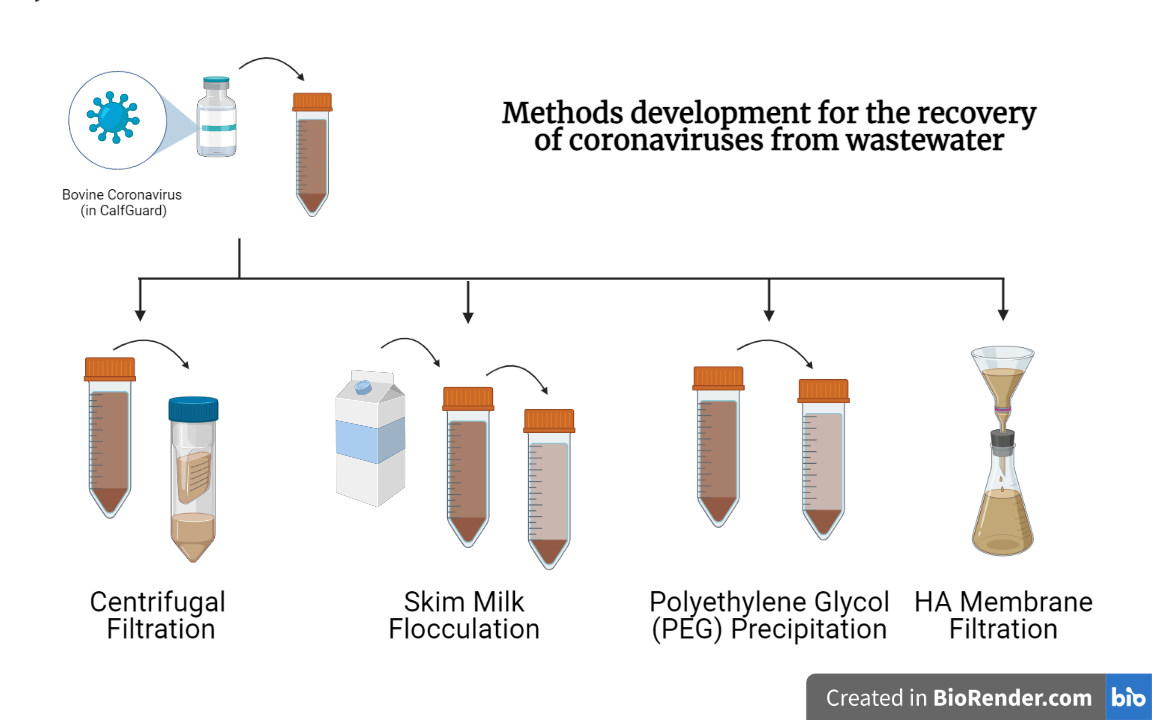 Methods development for the recovery
of coronaviruses from wastewater
Bovine Coronavirus
(in CalfGuard)
Centrifugal
Filtration
Skim Milk
Flocculation
Polyethylene Glycol
(PEG) Precipitation
HA Membrane
Filtration
Created in BioRender.com bio